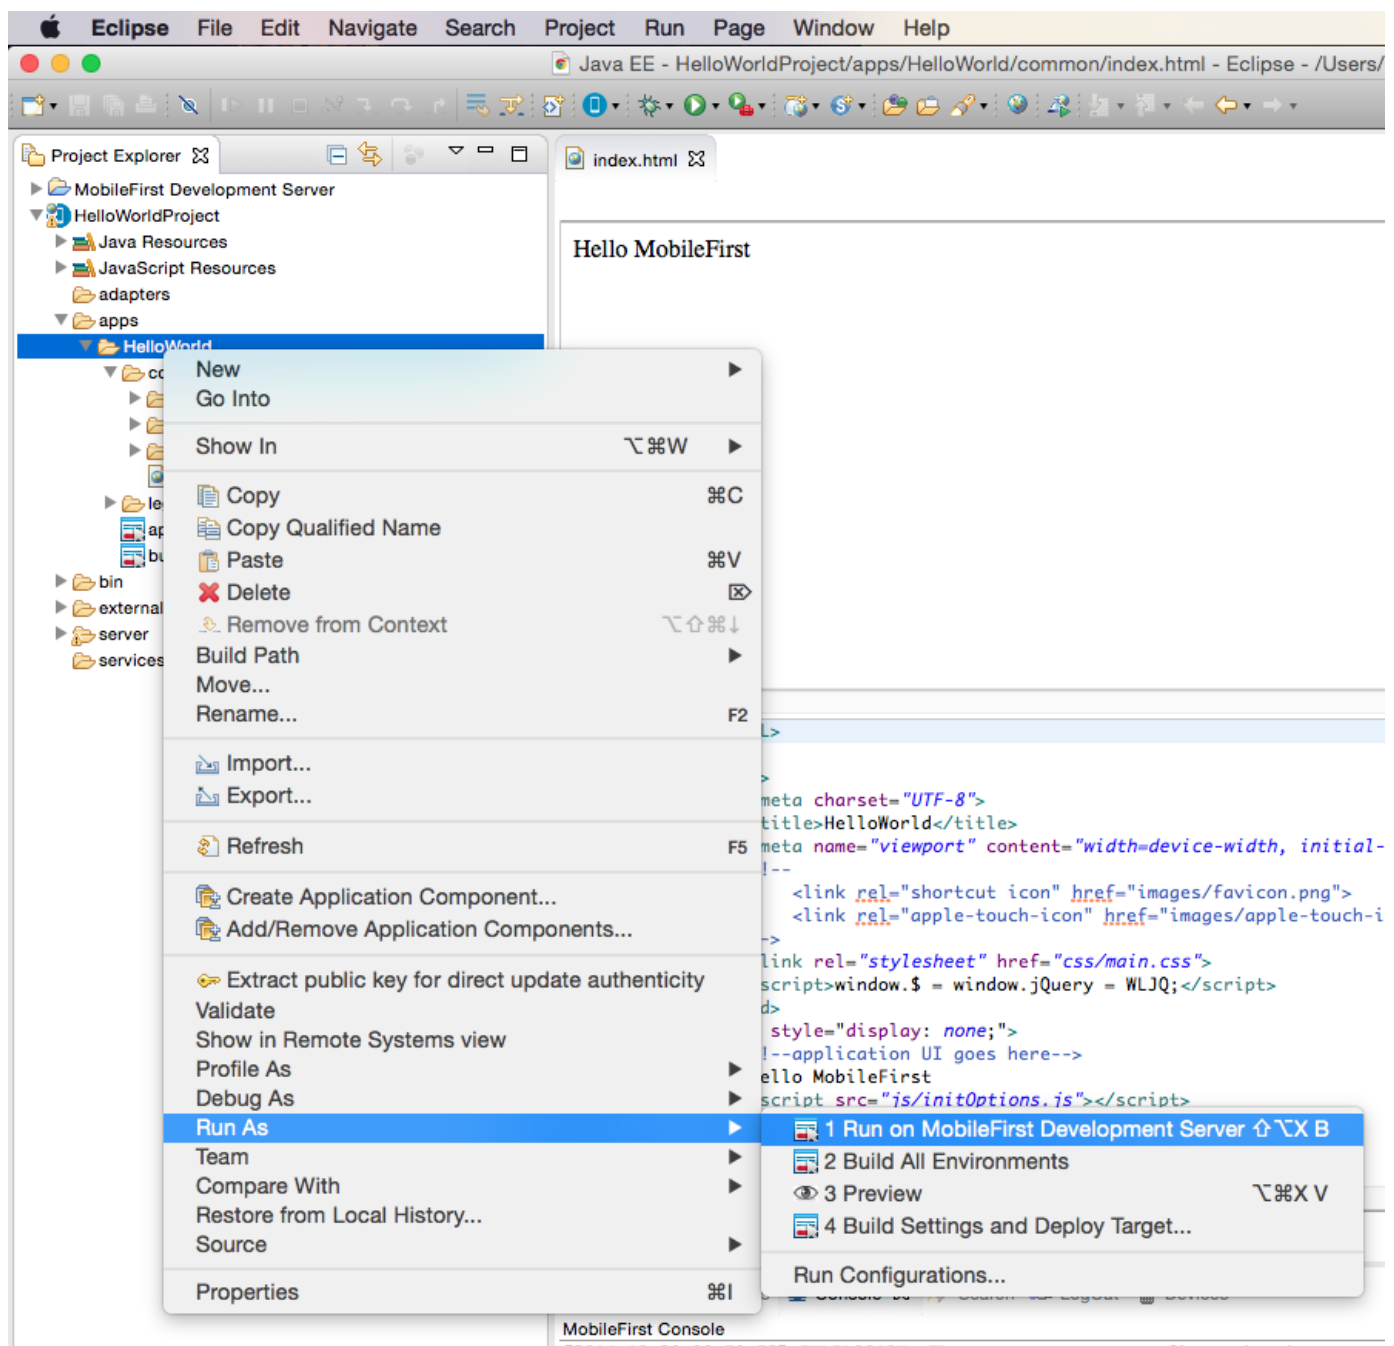 Eclipse File Edit Navigate Search Project Run Page Window Help
Java EE - HelloWorldProject/apps/HelloWorld/common/index.html - Eclipse - /Users/
Project Explorer
index.html
MobileFirst Development Server
HelloWorldProject
Java Resources
JavaScript Resources
adapters
apps
HelloWorld
co
le
ap
bu
bin
external
server
services
Hello MobileFirst
New
Go Into
Show In ⌥⌘W
Copy ⌘C
Copy Qualified Name
Paste ⌘V
Delete ⌦
Remove from Context ⌥⇧⌘↓
Build Path
Move...
Rename... F2
Import...
Export...
Refresh F5
Create Application Component...
Add/Remove Application Components...
Extract public key for direct update authenticity
Validate
Show in Remote Systems view
Profile As
Debug As
Run As
Team
Compare With
Restore from Local History...
Source
Properties ⌘I
L>
>
meta charset="UTF-8">
title>HelloWorld</title>
meta name="viewport" content="width=device-width, initial-
!--
<link rel="shortcut icon" href="images/favicon.png">
<link rel="apple-touch-icon" href="images/apple-touch-i
->
link rel="stylesheet" href="css/main.css">
script>window.$ = window.jQuery = WLJQ;</script>
d>
style="display: none;">
!--application UI goes here-->
ello MobileFirst
script src="js/initOptions.js"></script>
1 Run on MobileFirst Development Server ⇧⌥X B
2 Build All Environments
3 Preview ⌥⌘X V
4 Build Settings and Deploy Target...
Run Configurations...
Console Search LogCat Devices
MobileFirst Console